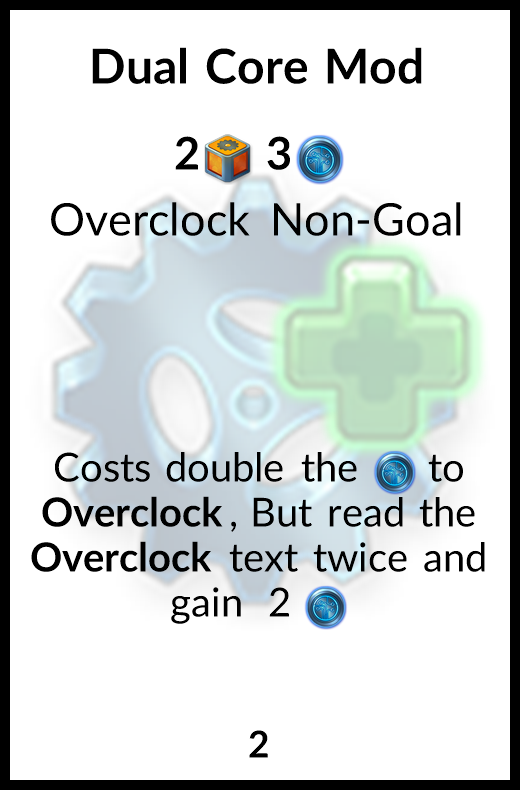 Dual Core Mod
2 3
Overclock Non-Goal
Costs double the to
Overclock, But read the
Overclock text twice and
gain 2
2